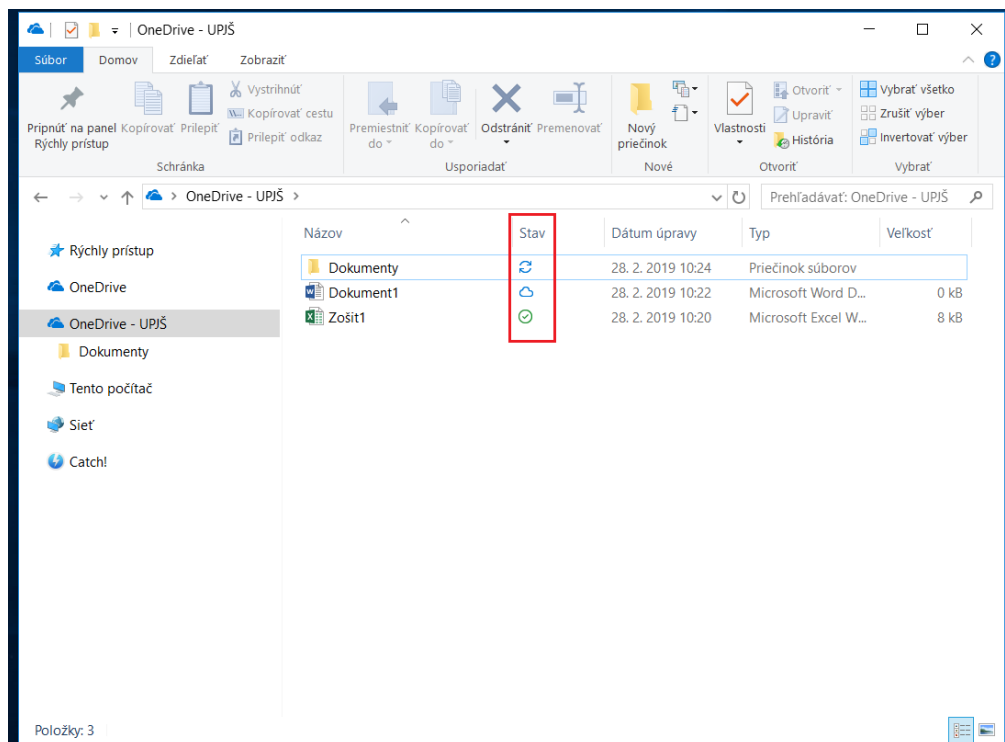 OneDrive - UPJŠ
Súbor Domov Zdieľať Zobraziť
Pripnúť na panel Rýchly prístup
Kopírovať
Prilepiť
Vystrihnúť
Kopírovať cestu
Prilepiť odkaz
Schránka
Premiestniť do
Kopírovať do
Odstrániť
Premenovať
Usporiadať
Nový priečinok
Nové
Vlastnosti
Otvoriť
Upraviť
História
Otvoriť
Vybrať všetko
Zrušiť výber
Invertovať výber
Vybrať
OneDrive - UPJŠ
Prehľadávať: OneDrive - UPJŠ
Rýchly prístup
OneDrive
OneDrive - UPJŠ
Dokumenty
Tento počítač
Sieť
Catch!
Názov Stav Dátum úpravy Typ Veľkosť
Dokumenty 28. 2. 2019 10:24 Priečinok súborov
Dokument1 28. 2. 2019 10:22 Microsoft Word D... 0 kB
Zošit1 28. 2. 2019 10:20 Microsoft Excel W... 8 kB
Položky: 3